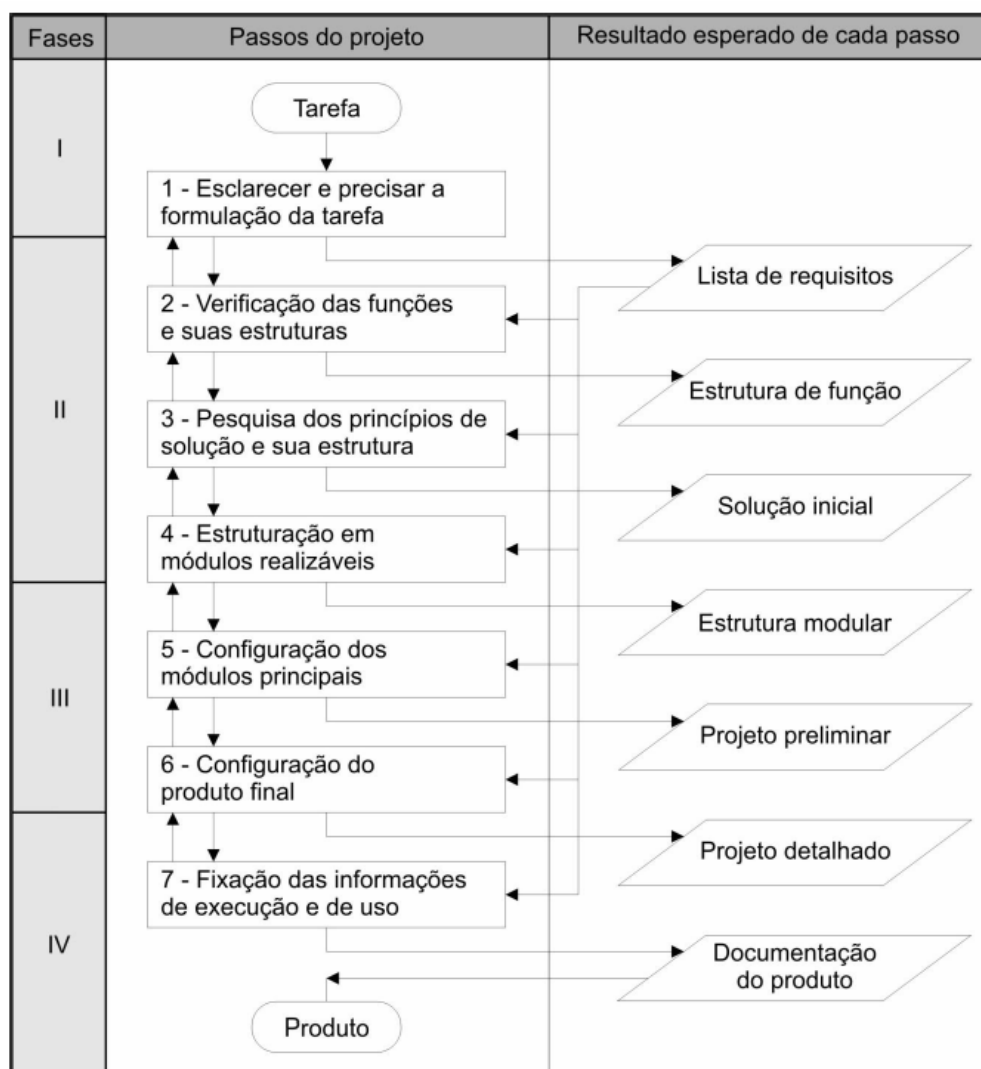 Fases
Passos do projeto
Resultado esperado de cada passo
I
Tarefa
1 - Esclarecer e precisar a
formulação da tarefa
Lista de requisitos
II
2 - Verificação das funções
e suas estruturas
Estrutura de função
3 - Pesquisa dos princípios de
solução e sua estrutura
Solução inicial
4 - Estruturação em
módulos realizáveis
Estrutura modular
III
5 - Configuração dos
módulos principais
Projeto preliminar
6 - Configuração do
produto final
Projeto detalhado
IV
7 - Fixação das informações
de execução e de uso
Documentação
do produto
Produto